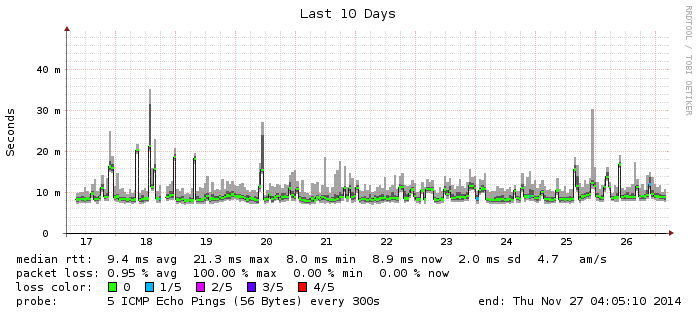 Last 10 Days
RRDTOOL / TOBI OETIKER
Seconds
40 m
30 m
20 m
10 m
0
17 18 19 20 21 22 23 24 25 26
median rtt: 9.4 ms avg 21.3 ms max 8.0 ms min 8.9 ms now 2.0 ms sd 4.7 am/s
packet loss: 0.95 % avg 100.00 % max 0.00 % min 0.00 % now
loss color: 0 1/5 2/5 3/5 4/5
probe: 5 ICMP Echo Pings (56 Bytes) every 300s end: Thu Nov 27 04:05:10 2014